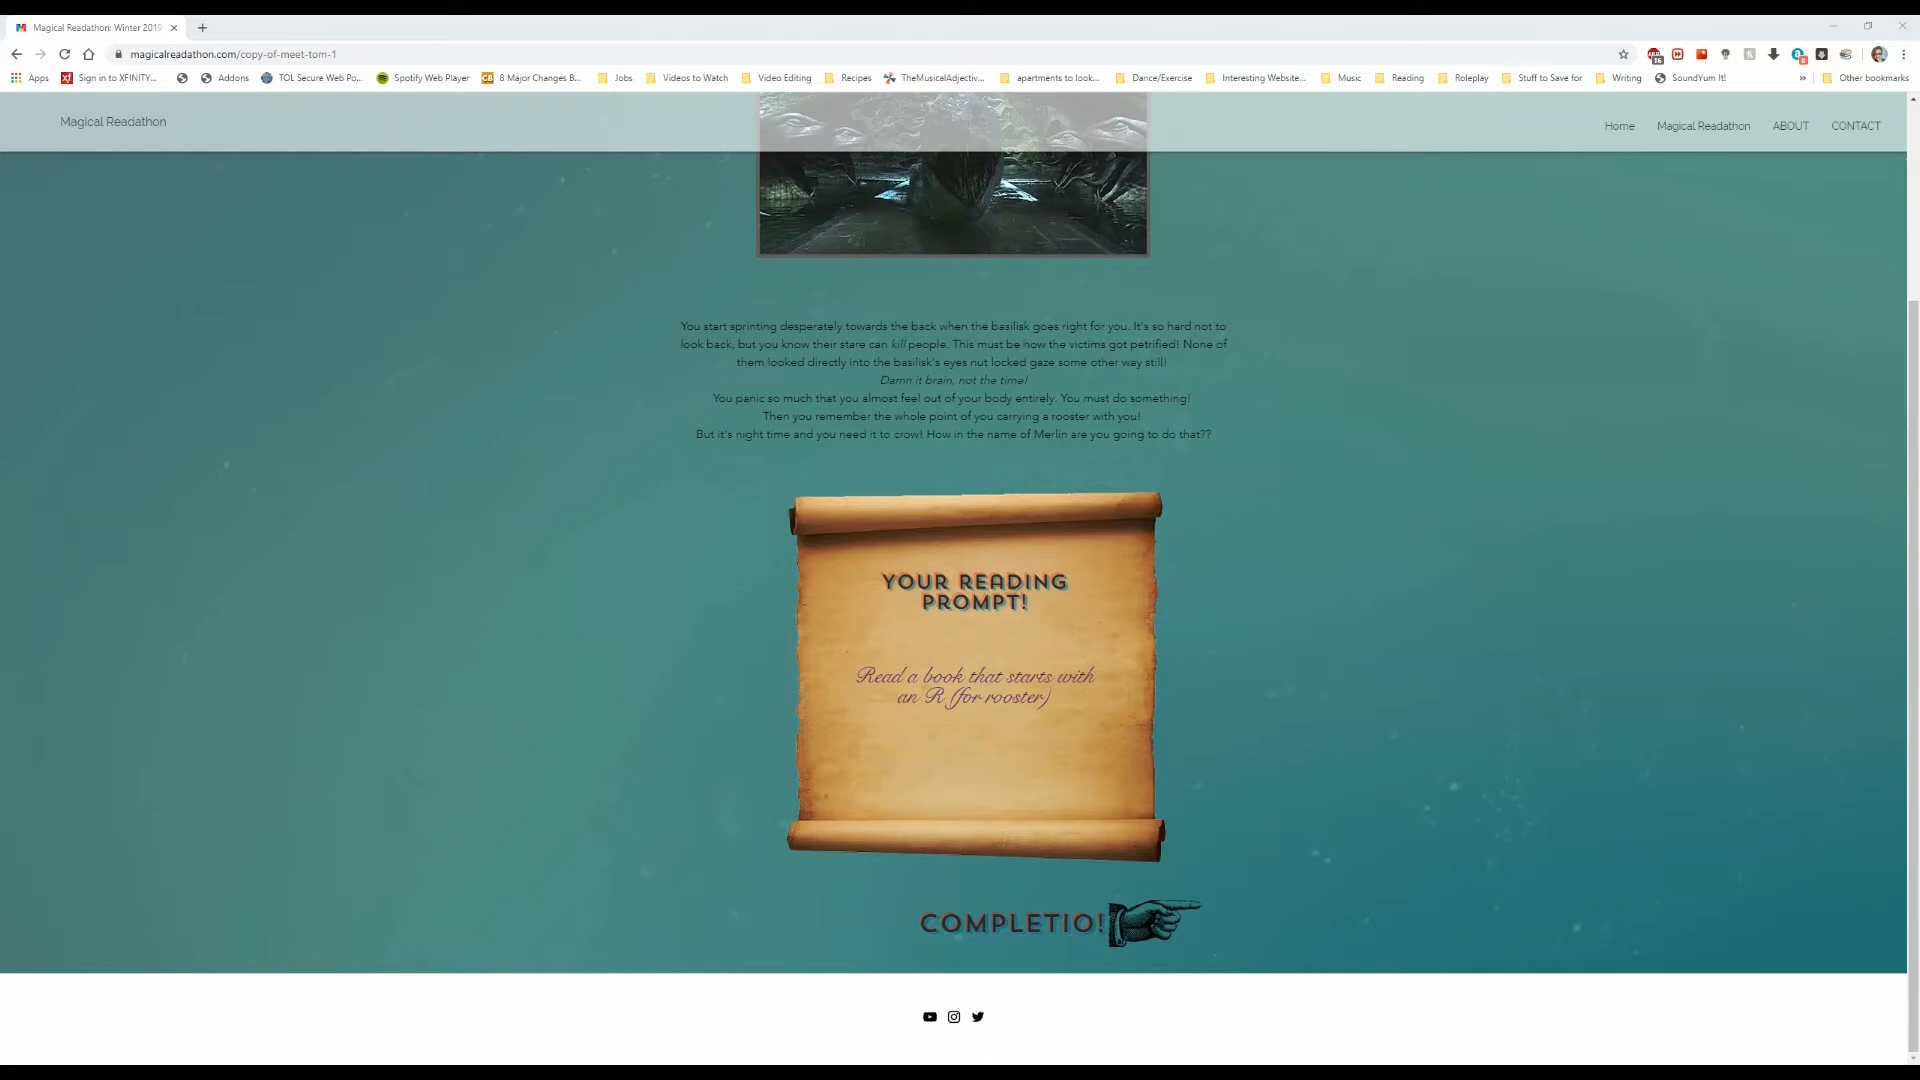 Magical Readathon: Winter 2019
magicalreadathon.com/copy-of-meet-tom-1
Apps
Sign in to XFINITY...
Addons
TOL Secure Web Po...
Spotify Web Player
8 Major Changes B...
Jobs
Videos to Watch
Video Editing
Recipes
TheMusicalAdjectiv...
apartments to look...
Dance/Exercise
Interesting Website...
Music
Reading
Roleplay
Stuff to Save for
Writing
SoundYum It!
»
Other bookmarks
Magical Readathon
Home
Magical Readathon
ABOUT
CONTACT
You start sprinting desperately towards the back when the basilisk goes right for you. It's so hard not to
look back, but you know their stare can kill people. This must be how the victims got petrified! None of
them looked directly into the basilisk's eyes nut locked gaze some other way still!
Damn it brain, not the time!
You panic so much that you almost feel out of your body entirely. You must do something!
Then you remember the whole point of you carrying a rooster with you!
But it's night time and you need it to crow! How in the name of Merlin are you going to do that??
YOUR READING
PROMPT!
Read a book that starts with
an R (for rooster)
COMPLETIO!